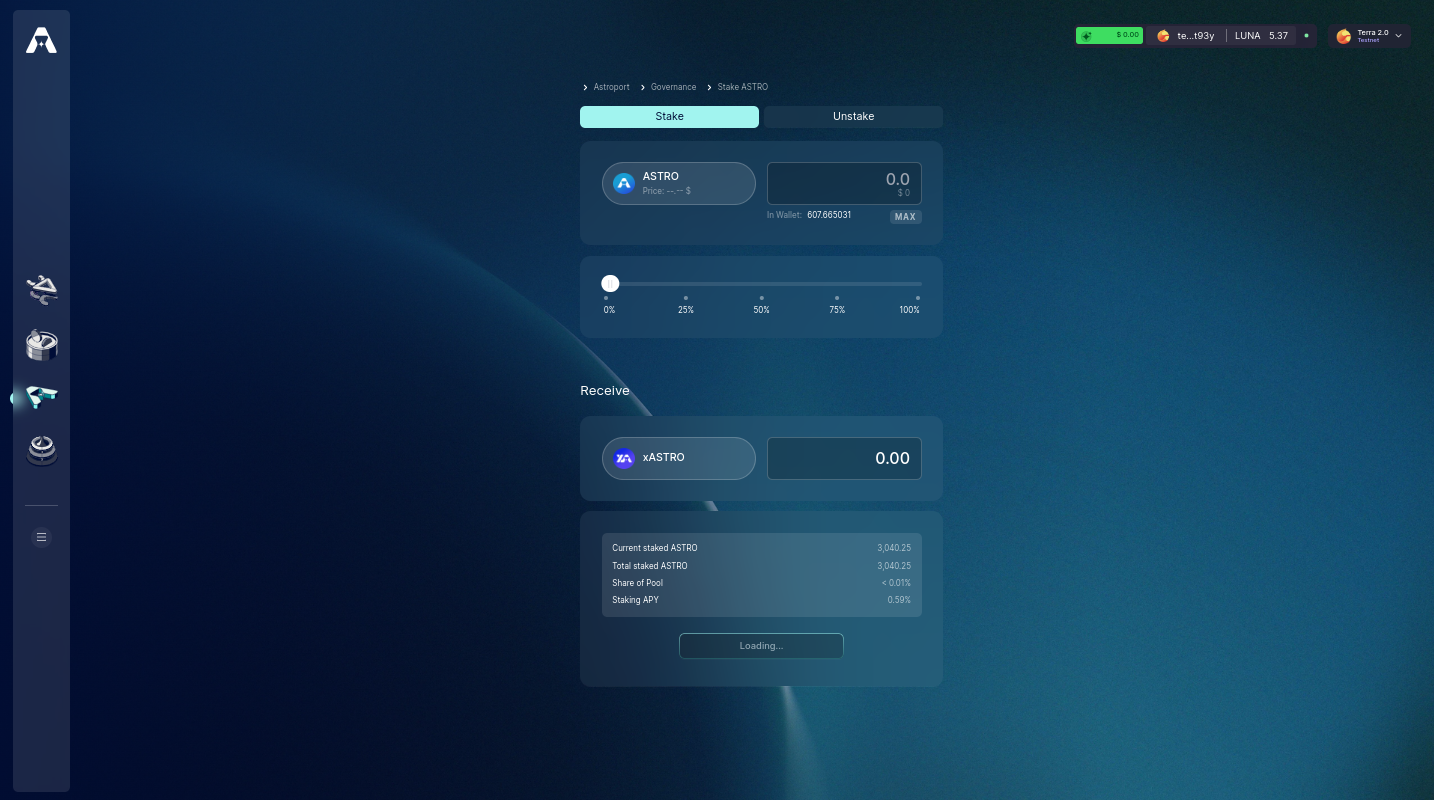 $ 0.00
te...t93y
LUNA 5.37
Terra 2.0
Testnet
Astroport Governance Stake ASTRO
Stake Unstake
ASTRO
Price: --.-- $
0.0
$ 0
In Wallet: 607.665031
MAX
0% 25% 50% 75% 100%
Receive
xASTRO
0.00
Current staked ASTRO 3,040.25
Total staked ASTRO 3,040.25
Share of Pool < 0.01%
Staking APY 0.59%
Loading...